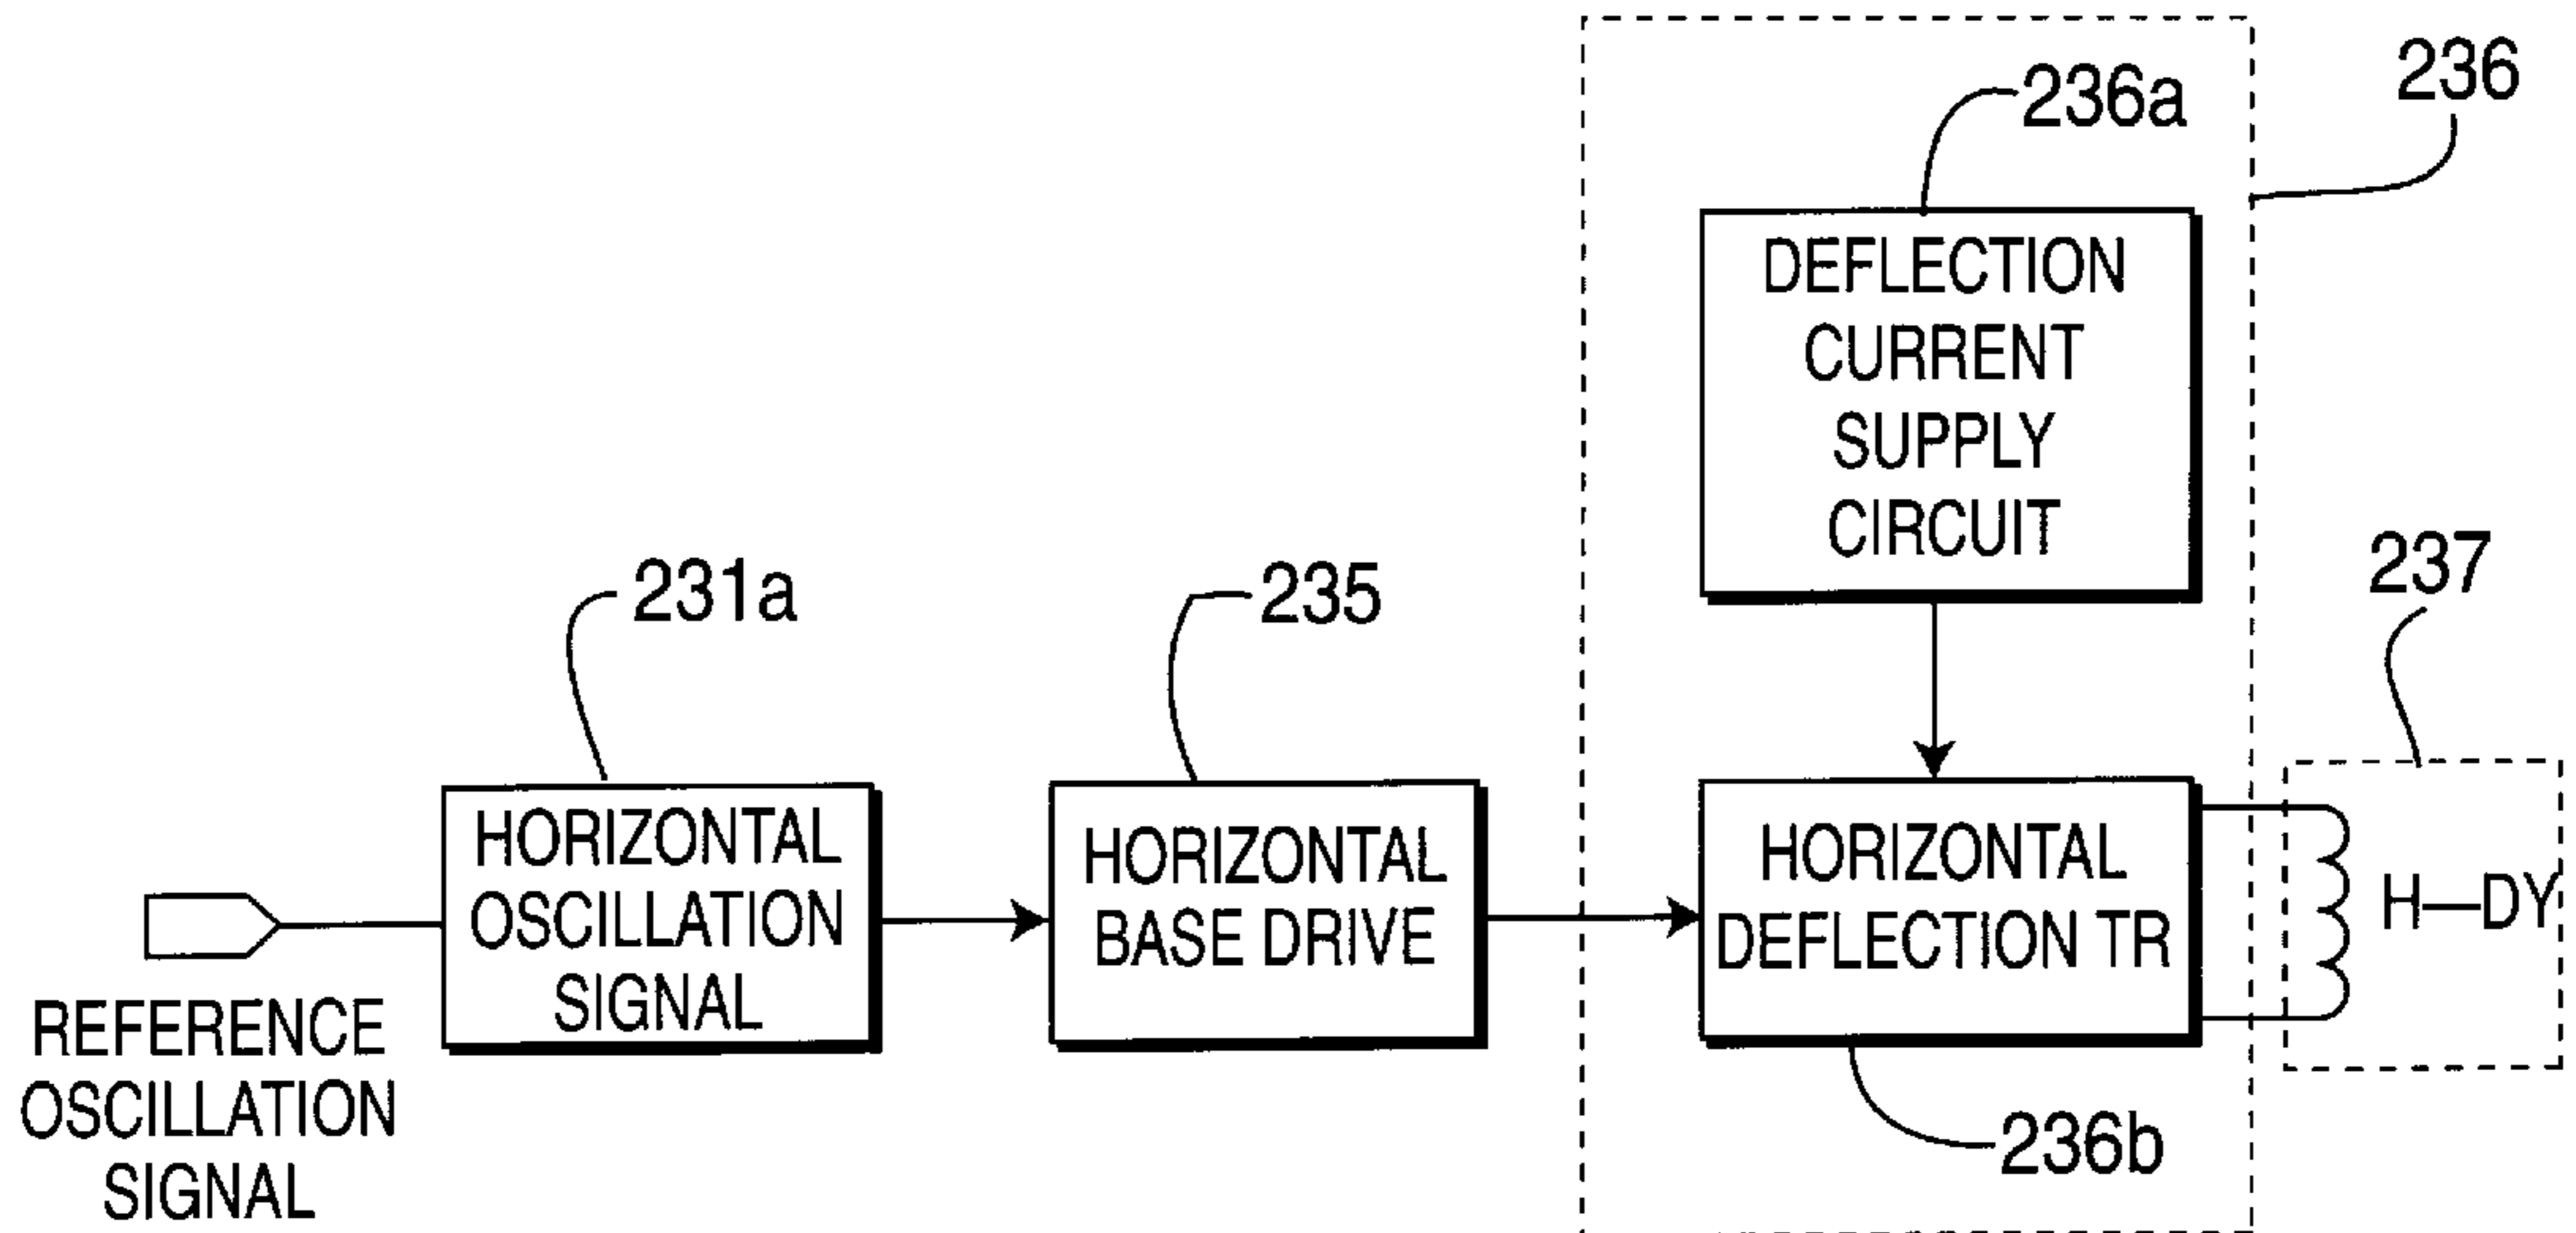 236
236a
DEFLECTION
CURRENT
SUPPLY
CIRCUIT
231a
235
237
HORIZONTAL
OSCILLATION
SIGNAL
HORIZONTAL
BASE DRIVE
HORIZONTAL
DEFLECTION TR
H—DY
REFERENCE
OSCILLATION
SIGNAL
236b